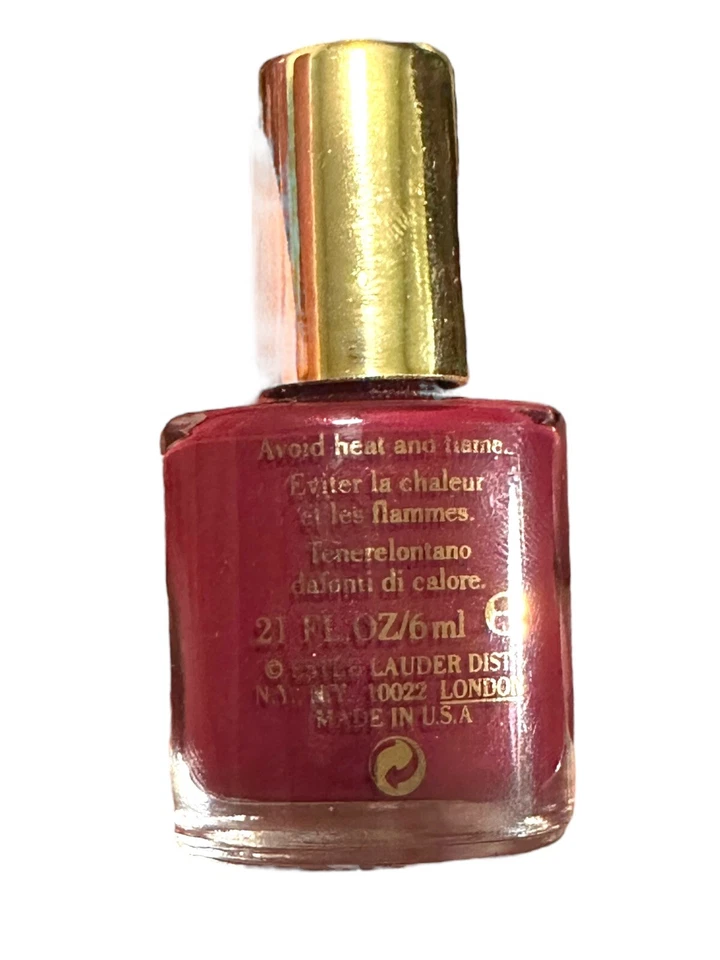 Avoid heat and flame.
Eviter la chaleur
et les flammes.
Tenerelontano
dafonti di calore.
.21 FL OZ/6 ml e
© LAUDER DIST
N.Y., N.Y. 10022 LONDON
MADE IN U.S.A